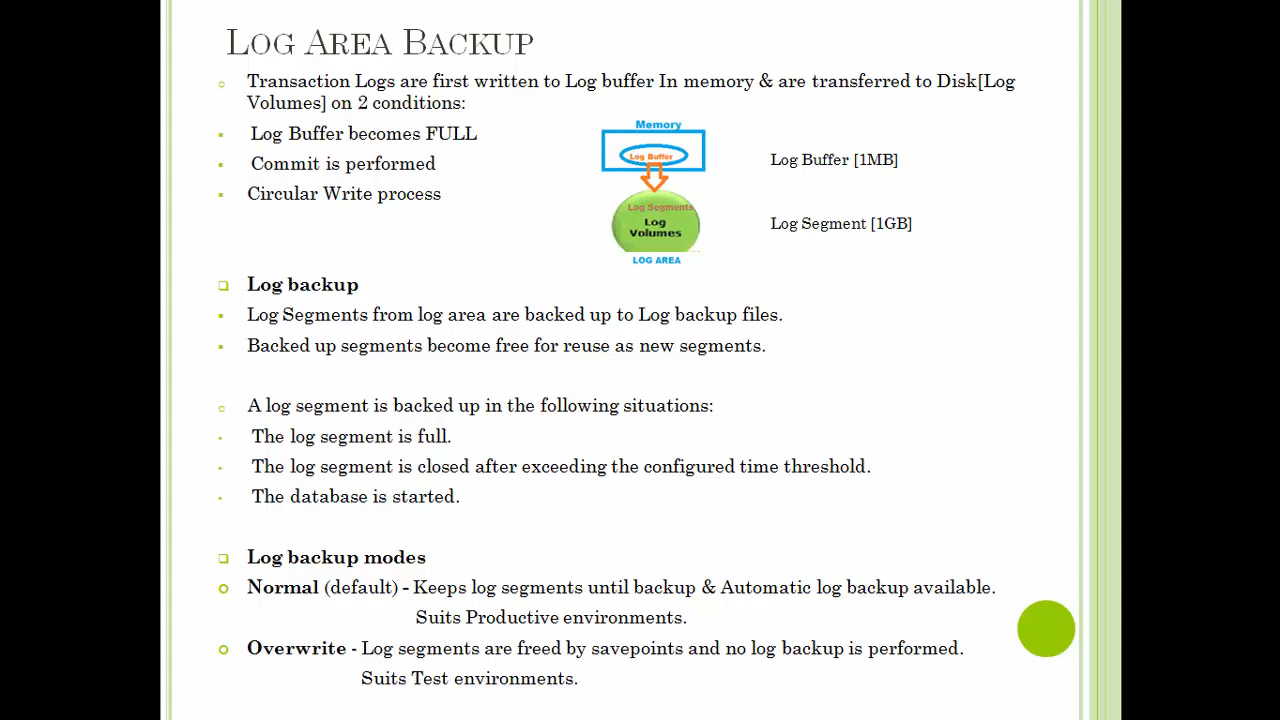 LOG AREA BACKUP
Transaction Logs are first written to Log buffer In memory & are transferred to Disk[Log
Volumes] on 2 conditions:
Log Buffer becomes FULL
Commit is performed
Circular Write process
Memory
Log Buffer
Log Segments
Log
Volumes
LOG AREA
Log Buffer [1MB]
Log Segment [1GB]
Log backup
Log Segments from log area are backed up to Log backup files.
Backed up segments become free for reuse as new segments.
A log segment is backed up in the following situations:
The log segment is full.
The log segment is closed after exceeding the configured time threshold.
The database is started.
Log backup modes
Normal (default) - Keeps log segments until backup & Automatic log backup available.
Suits Productive environments.
Overwrite - Log segments are freed by savepoints and no log backup is performed.
Suits Test environments.